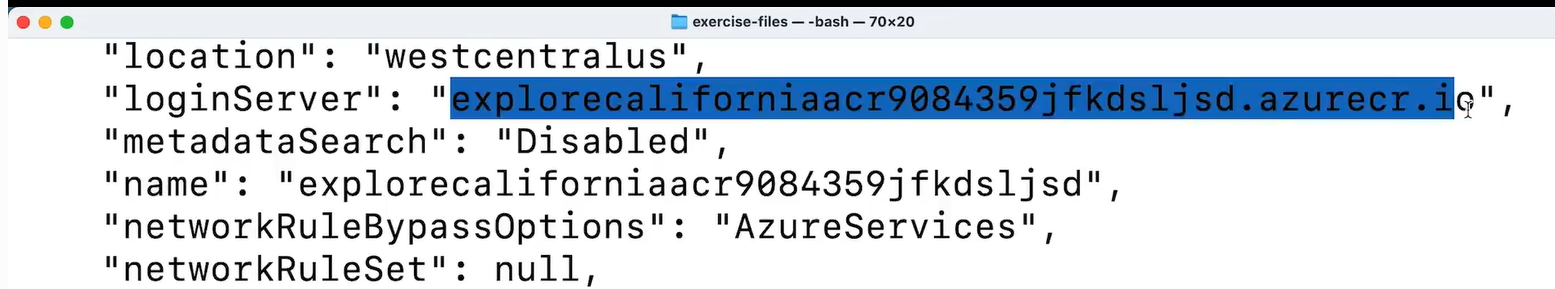 exercise-files — -bash — 70×20
"location": "westcentralus",
"loginServer": "explorecaliforniaacr9084359jfkdsljsd.azurecr.io",
"metadataSearch": "Disabled",
"name": "explorecaliforniaacr9084359jfkdsljsd",
"networkRuleBypassOptions": "AzureServices",
"networkRuleSet": null,